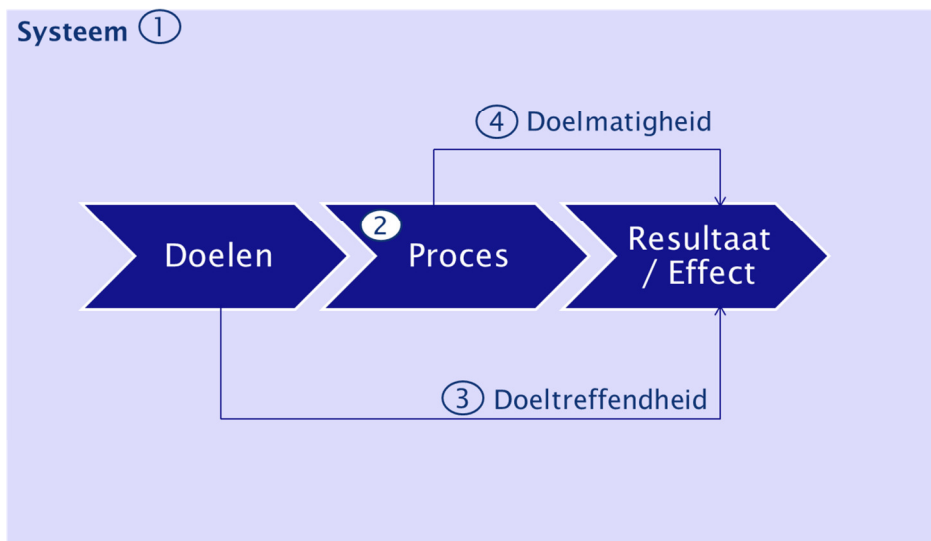 Systeem 1
4 Doelmatigheid
2
Doelen
Proces
Resultaat
/ Effect
3 Doeltreffendheid